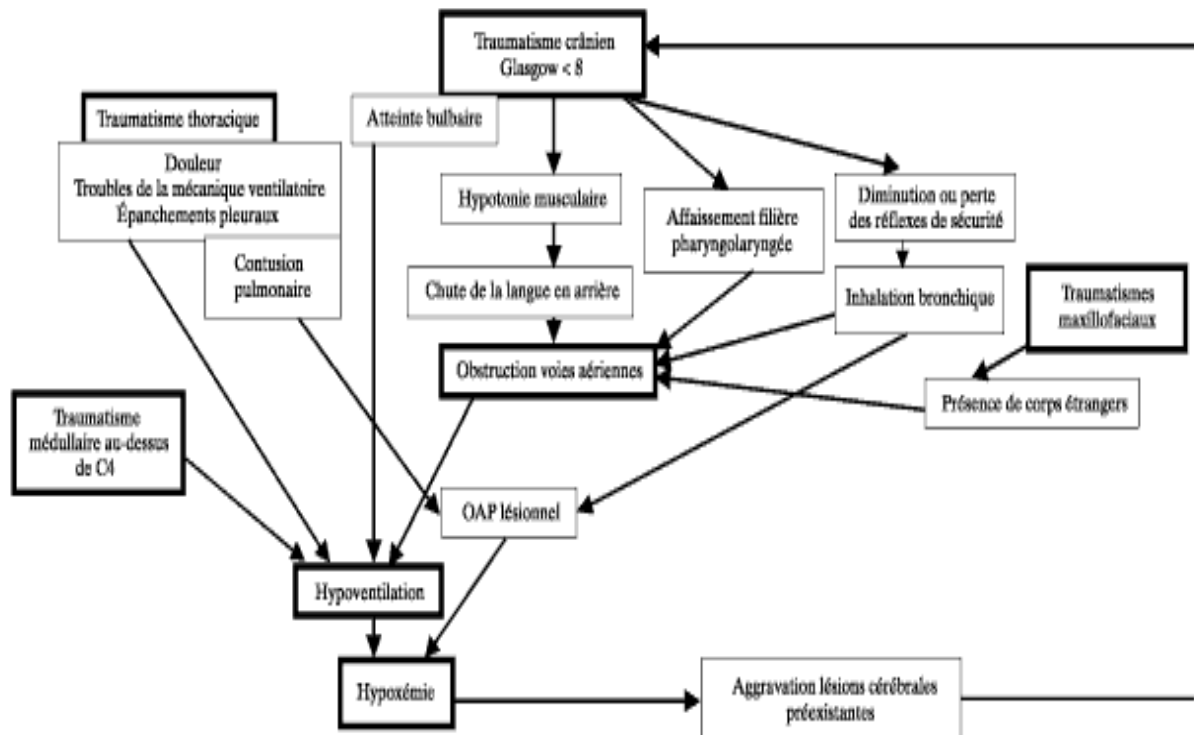 Traumatisme crânien
Glasgow < 8
Traumatisme thoracique
Atteinte bulbaire
Douleur
Troubles de la mécanique ventilatoire
Épanchements pleuraux
Hypotonie musculaire
Affaissement filière
pharyngolaryngée
Diminution ou perte
des réflexes de sécurité
Contusion
pulmonaire
Chute de la langue en arrière
Inhalation bronchique
Traumatismes
maxillofaciaux
Obstruction voies aériennes
Présence de corps étrangers
Traumatisme
médullaire au-dessus
de C4
OAP lésionnel
Hypoventilation
Hypoxémie
Aggravation lésions cérébrales
préexistantes